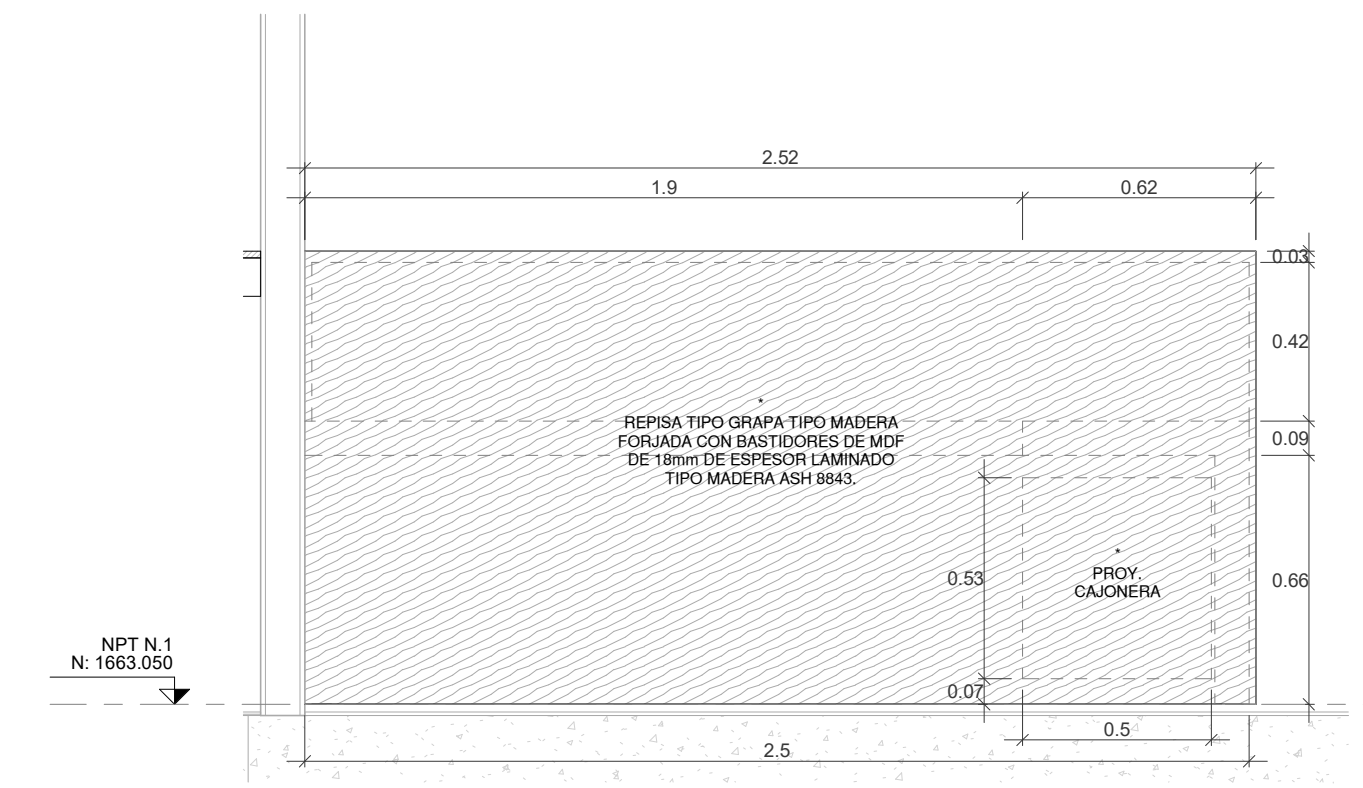 2.52
1.9
0.62
0.03
0.42
*
REPISA TIPO GRAPA TIPO MADERA
FORJADA CON BASTIDORES DE MDF
DE 18mm DE ESPESOR LAMINADO
TIPO MADERA ASH 8843.
0.09
*
PROY.
CAJONERA
0.53
0.66
NPT N.1
N: 1663.050
0.07
0.5
2.5